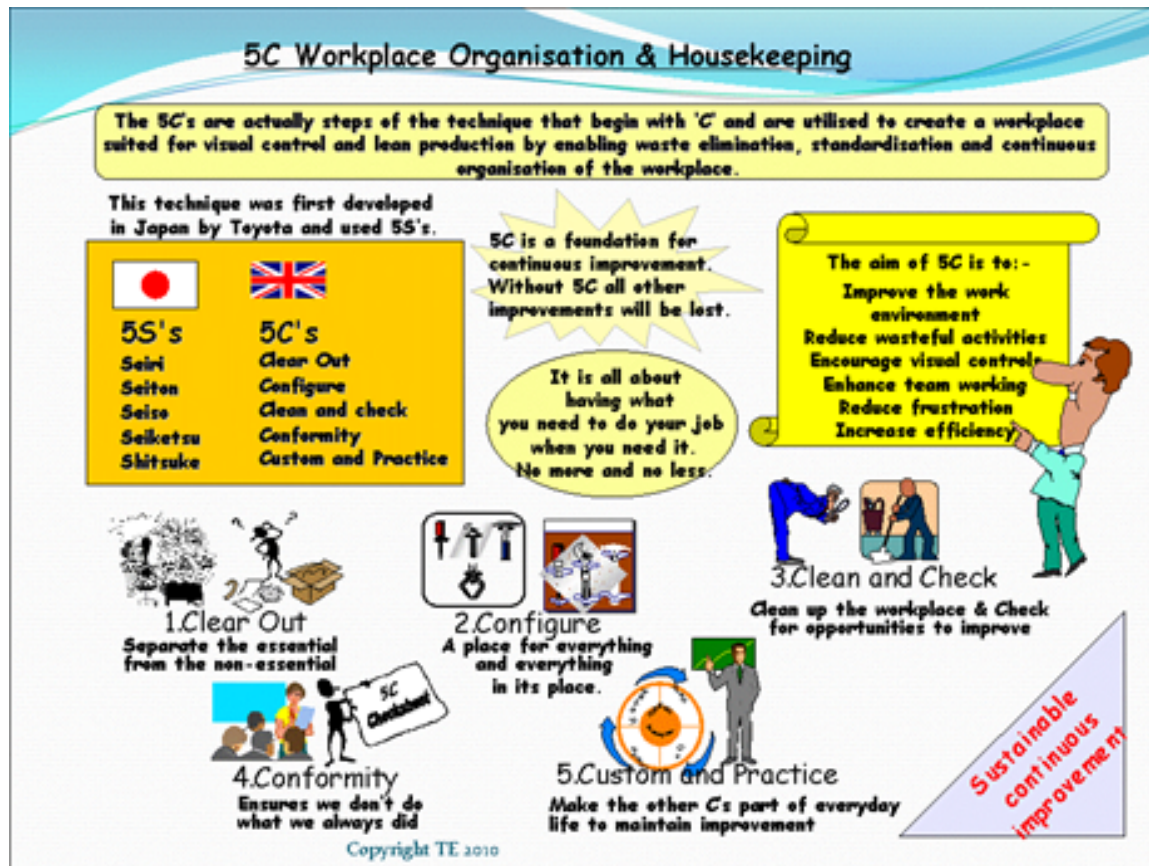 5C Workplace Organisation & Housekeeping
The 5C's are actually steps of the technique that begin with 'C' and are utilised to create a workplace
suited for visual control and lean production by enabling waste elimination, standardisation and continuous
organisation of the workplace.
This technique was first developed
in Japan by Toyota and used 5S's.
5S's
Seiri
Seiton
Seiso
Seiketsu
Shitsuke
5C's
Clear Out
Configure
Clean and check
Conformity
Custom and Practice
5C is a foundation for
continuous improvement.
Without 5C all other
improvements will be lost.
It is all about
having what
you need to do your job
when you need it.
No more and no less.
The aim of 5C is to:-
Improve the work
environment
Reduce wasteful activities
Encourage visual controls
Enhance team working
Reduce frustration
Increase efficiency
1.Clear Out
Separate the essential
from the non-essential
2.Configure
A place for everything
and everything
in its place.
3.Clean and Check
Clean up the workplace & Check
for opportunities to improve
5C
Checksheet
4.Conformity
Ensures we don't do
what we always did
5.Custom and Practice
Make the other C's part of everyday
life to maintain improvement
Sustainable
continuous
improvement
Copyright TE 2010